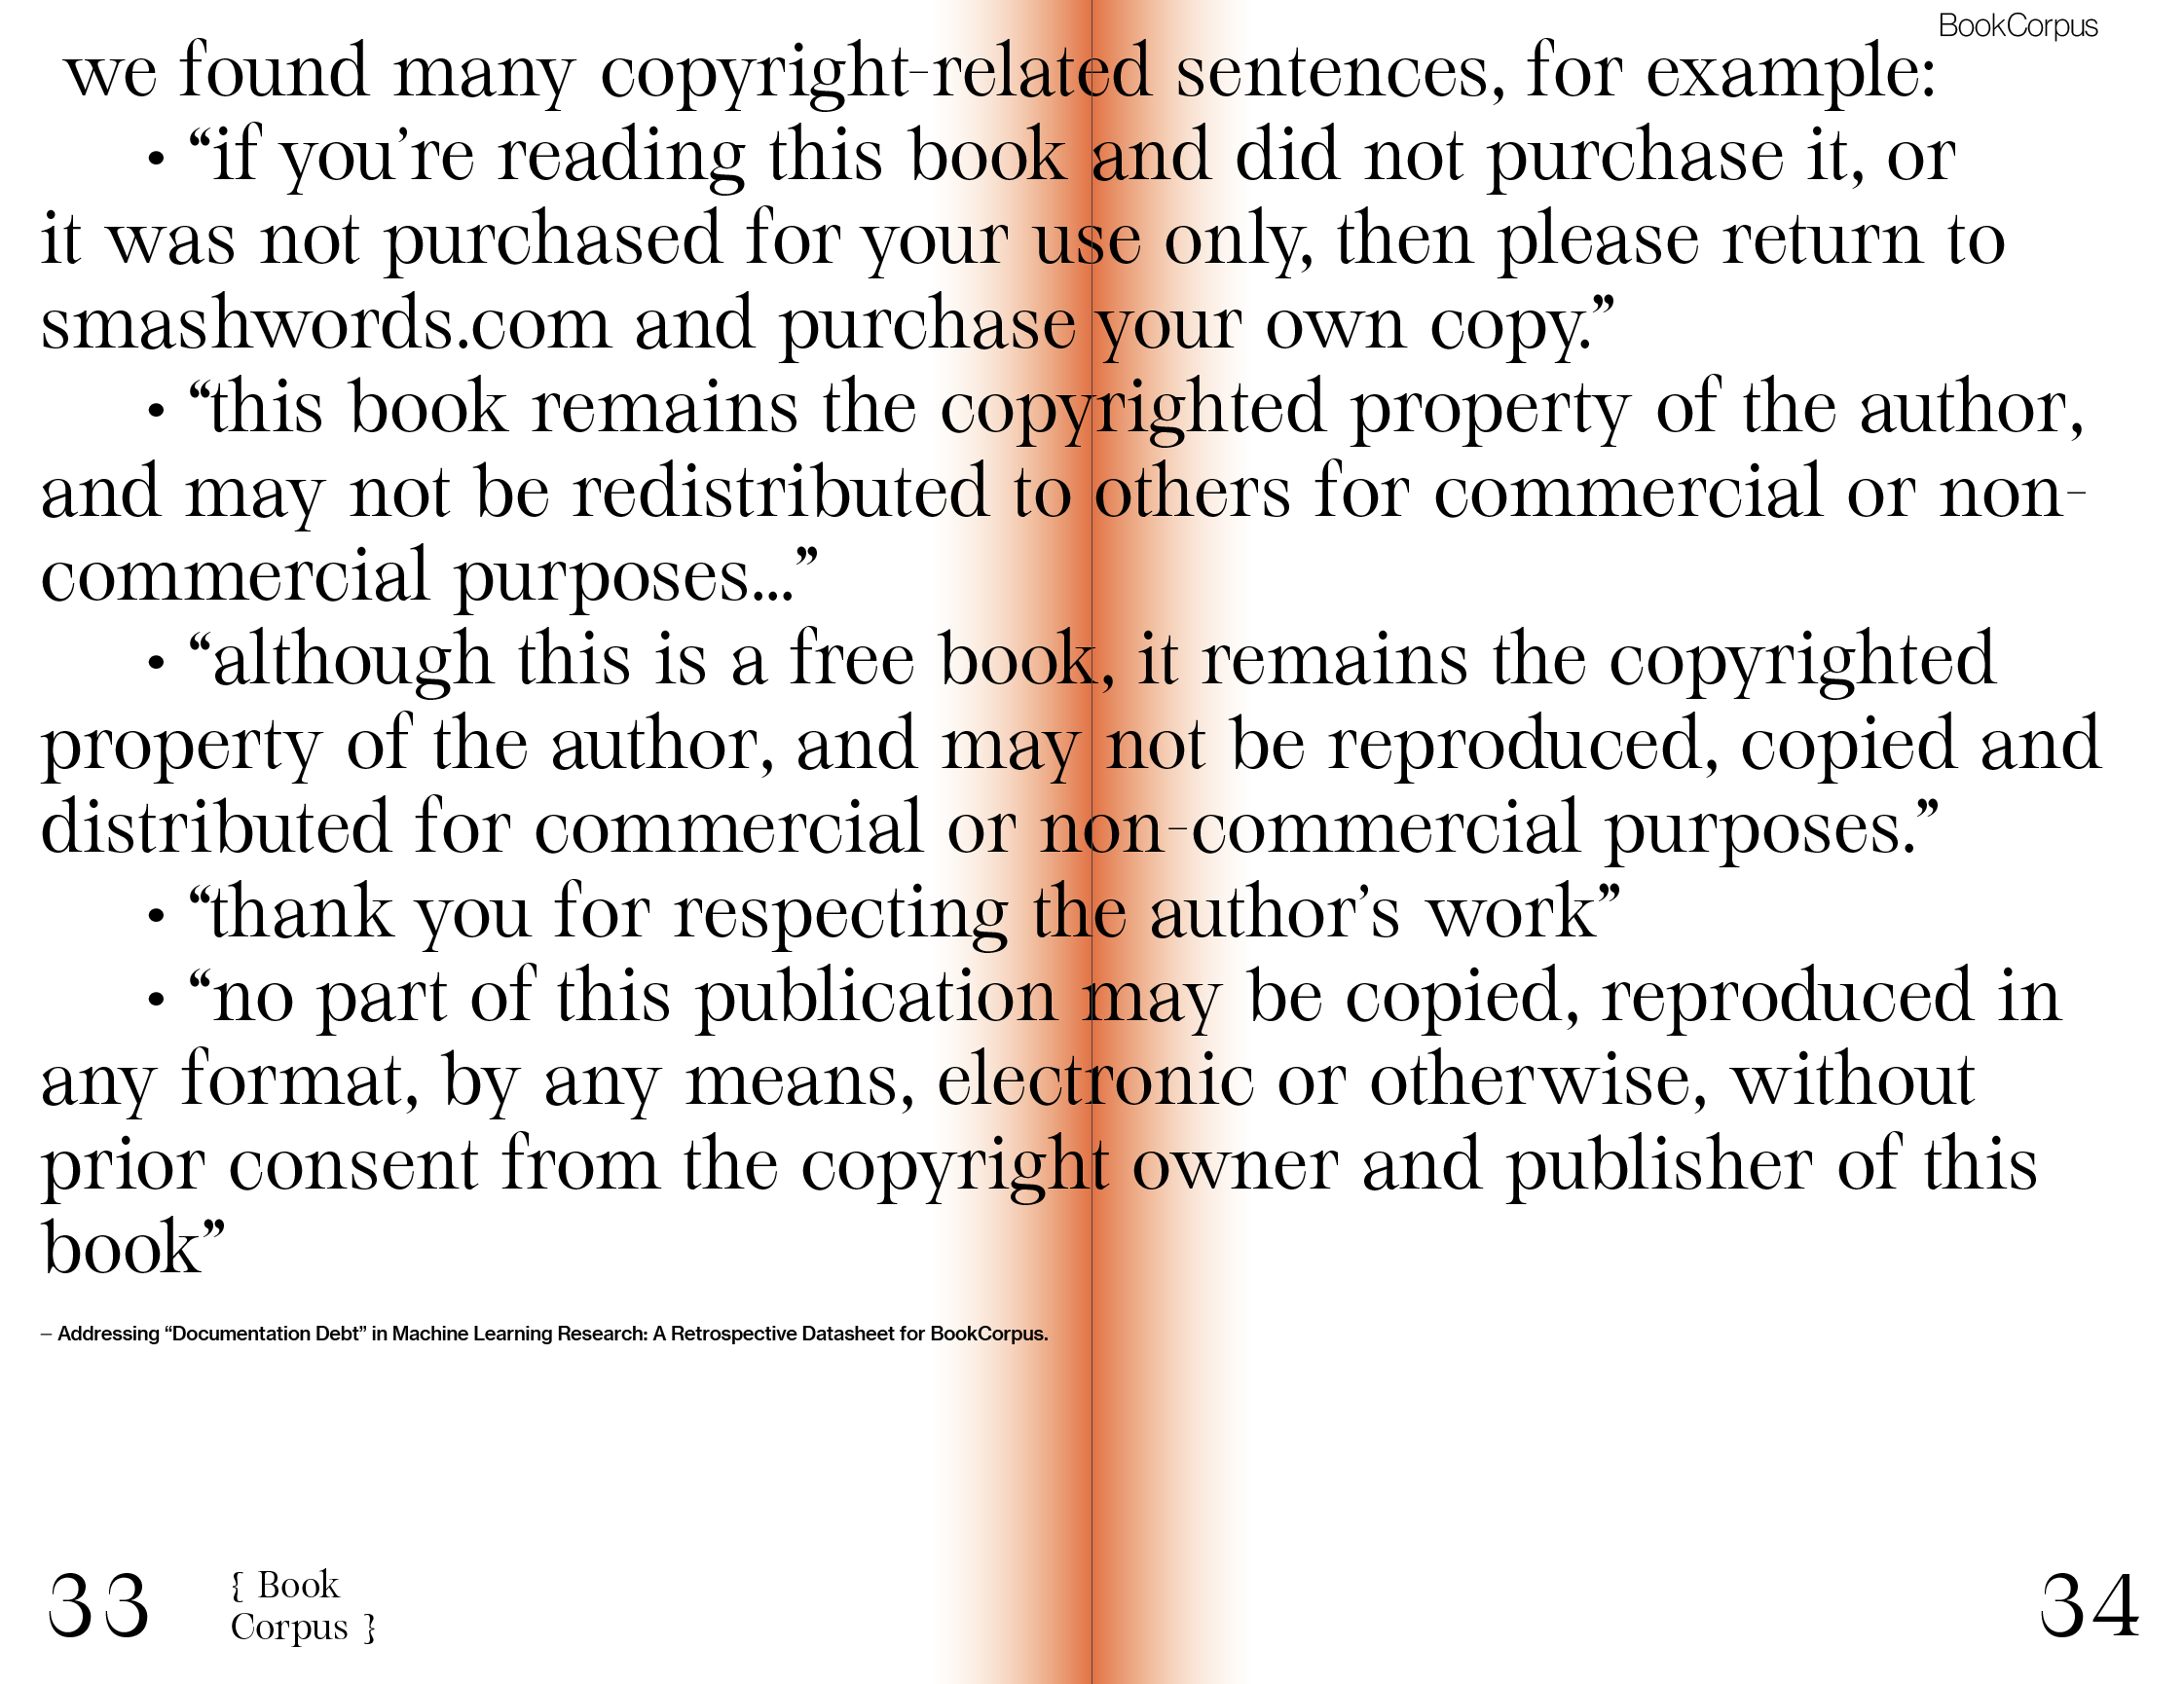 BookCorpus
we found many copyright-related sentences, for example:
• “if you’re reading this book and did not purchase it, or
it was not purchased for your use only, then please return to
smashwords.com and purchase your own copy.”
• “this book remains the copyrighted property of the author,
and may not be redistributed to others for commercial or non-
commercial purposes...”
• “although this is a free book, it remains the copyrighted
property of the author, and may not be reproduced, copied and
distributed for commercial or non-commercial purposes.”
• “thank you for respecting the author’s work”
• “no part of this publication may be copied, reproduced in
any format, by any means, electronic or otherwise, without
prior consent from the copyright owner and publisher of this
book”
– Addressing “Documentation Debt” in Machine Learning Research: A Retrospective Datasheet for BookCorpus.
33
{ Book
Corpus }
34